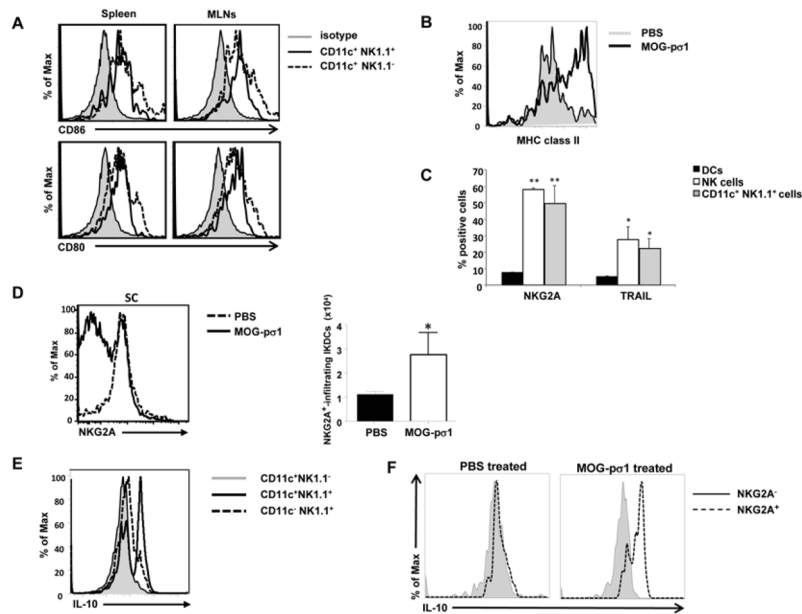 A
Spleen
MLNs
% of Max
CD86
isotype
CD11c⁺ NK1.1⁺
CD11c⁺ NK1.1⁻
% of Max
CD80
B
% of Max
100
80
60
40
20
0
MHC class II
PBS
MOG-pσ1
C
% positive cells
70
60
50
40
30
20
10
0
** **
* *
NKG2A TRAIL
DCs
NK cells
CD11c⁺ NK1.1⁺ cells
D
SC
% of Max
100
80
60
40
20
0
NKG2A
PBS
MOG-pσ1
NKG2A⁺-infiltrating IKDCs (x10⁴)
4
3
2
1
0
*
PBS MOG-pσ1
E
% of Max
100
80
60
40
20
0
IL-10
CD11c⁺NK1.1⁻
CD11c⁺NK1.1⁺
CD11c⁻ NK1.1⁺
F
PBS treated
MOG-pσ1 treated
% of Max
IL-10
NKG2A⁻
NKG2A⁺